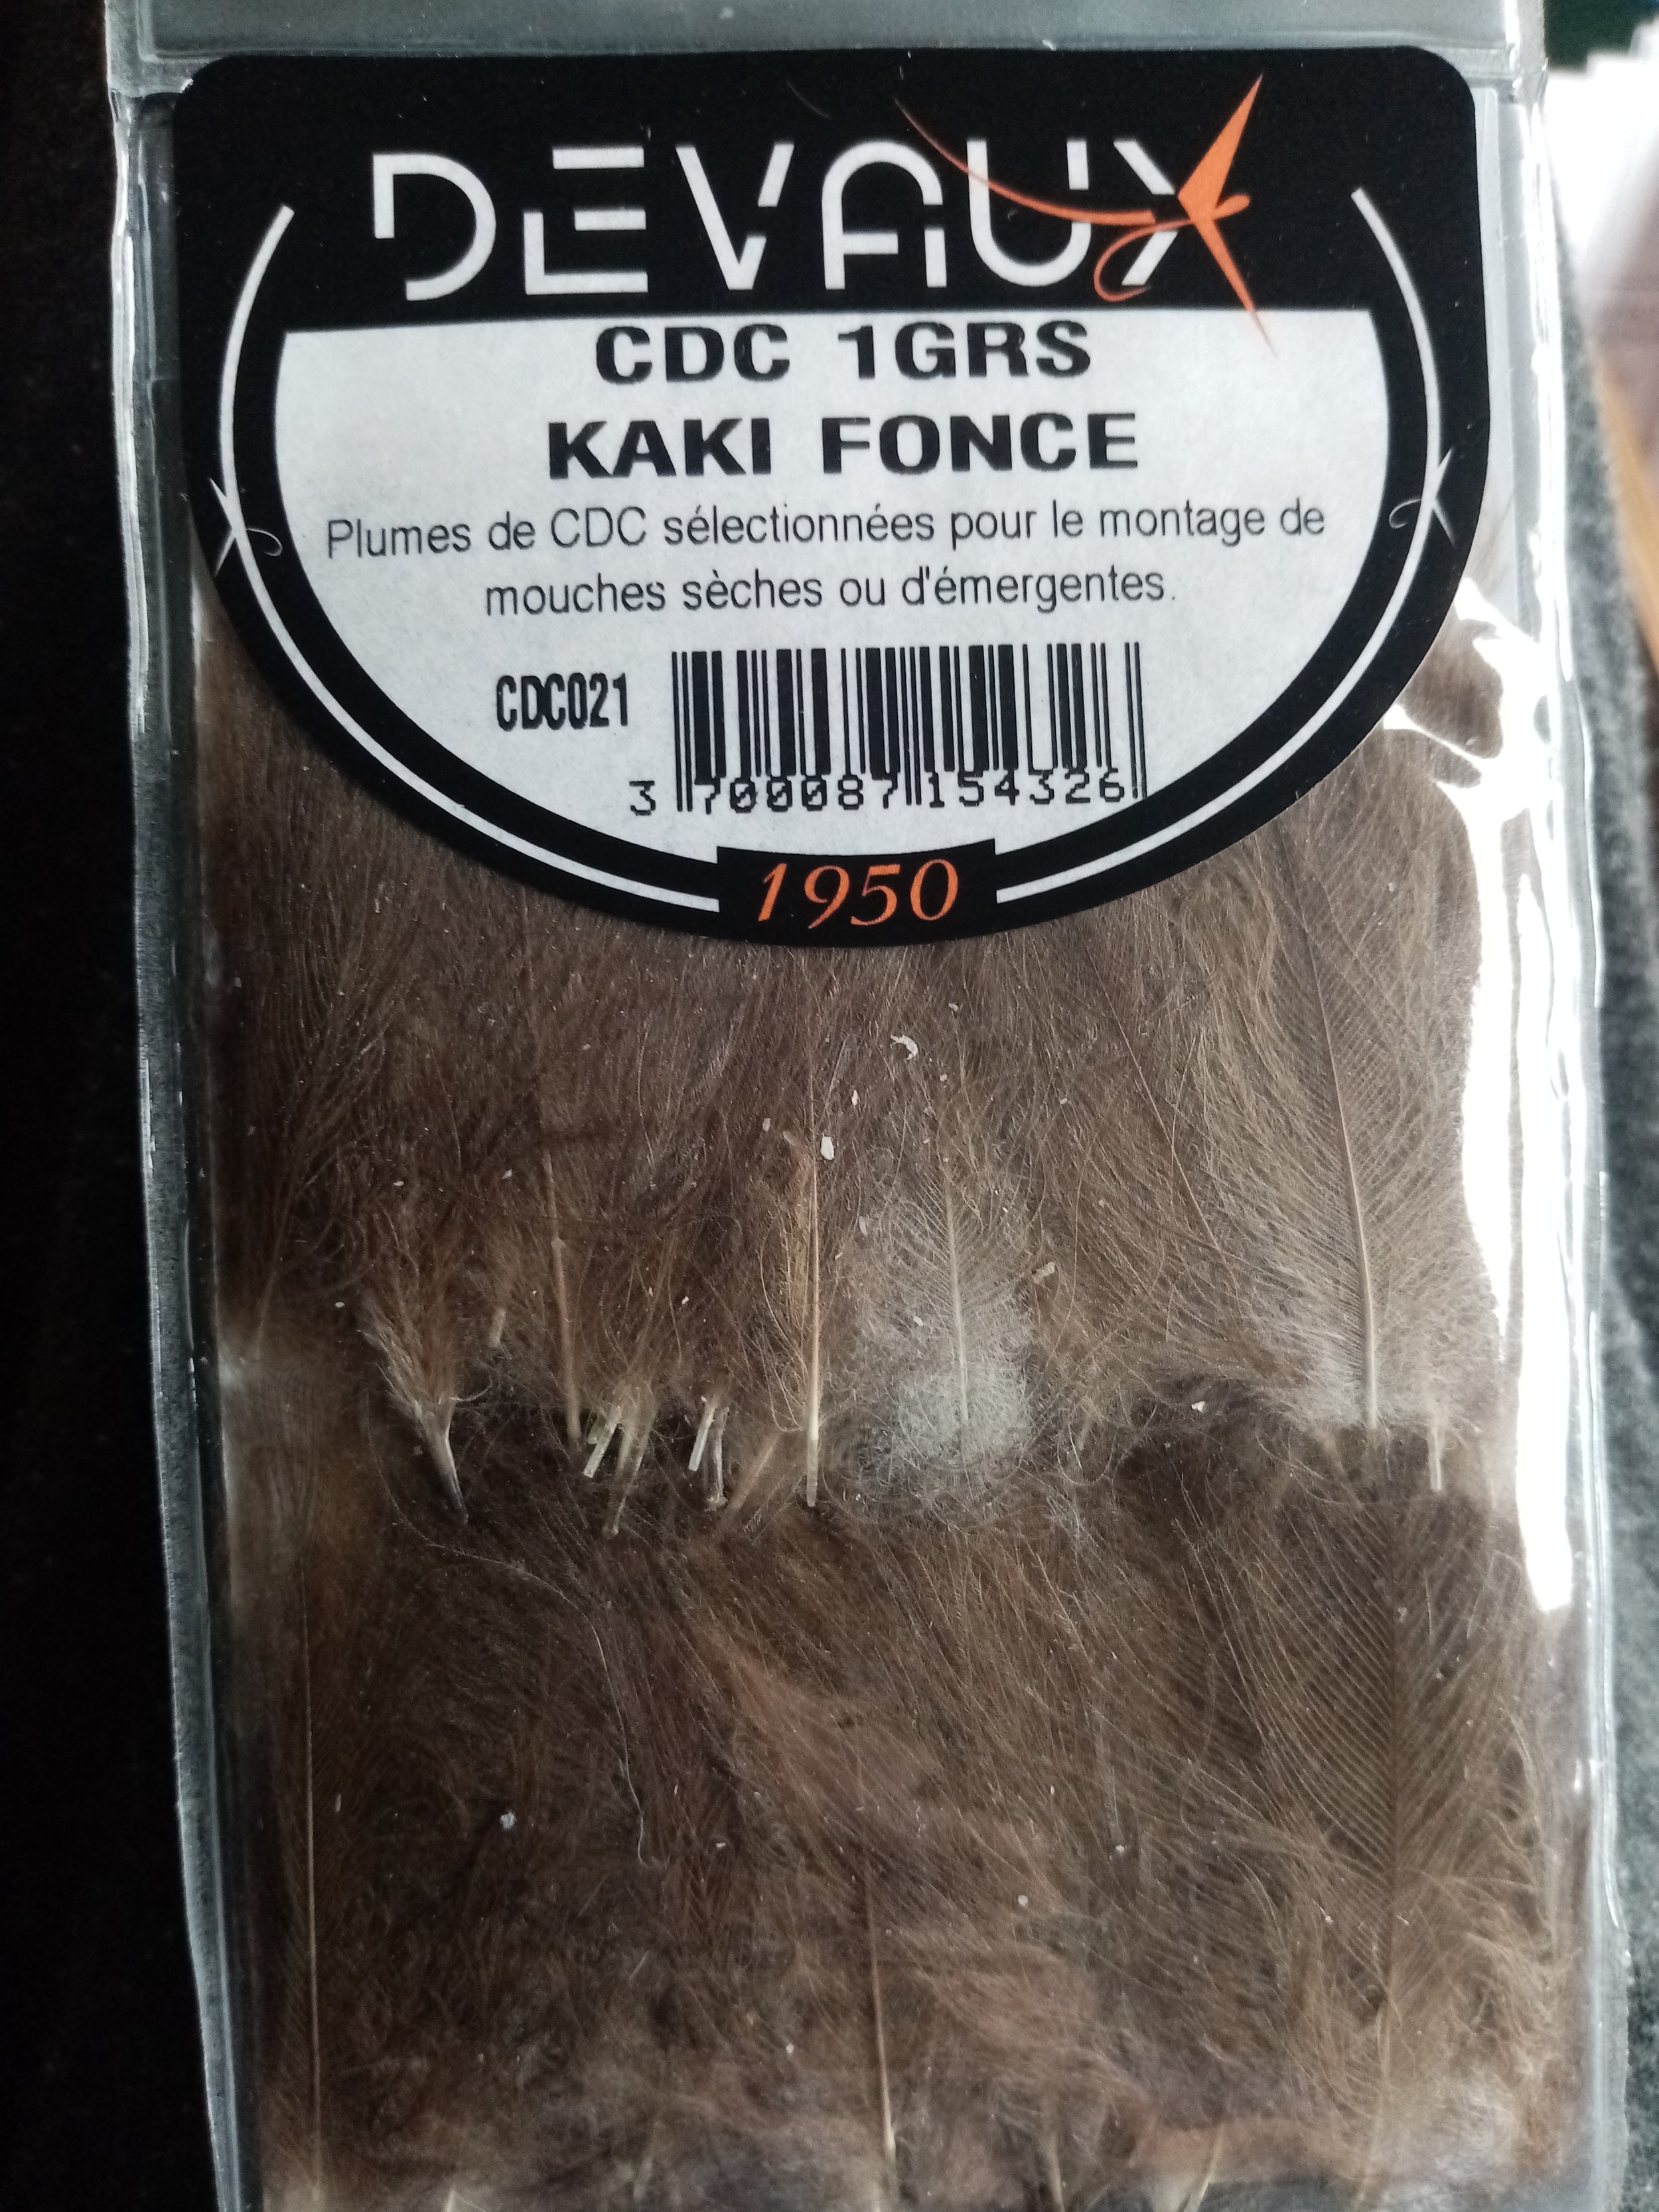 DEVAUX
CDC 1GRS
KAKI FONCE
Plumes de CDC sélectionnées pour le montage de
mouches sèches ou d'émergentes.
CDC021
3 700087 154326
1950